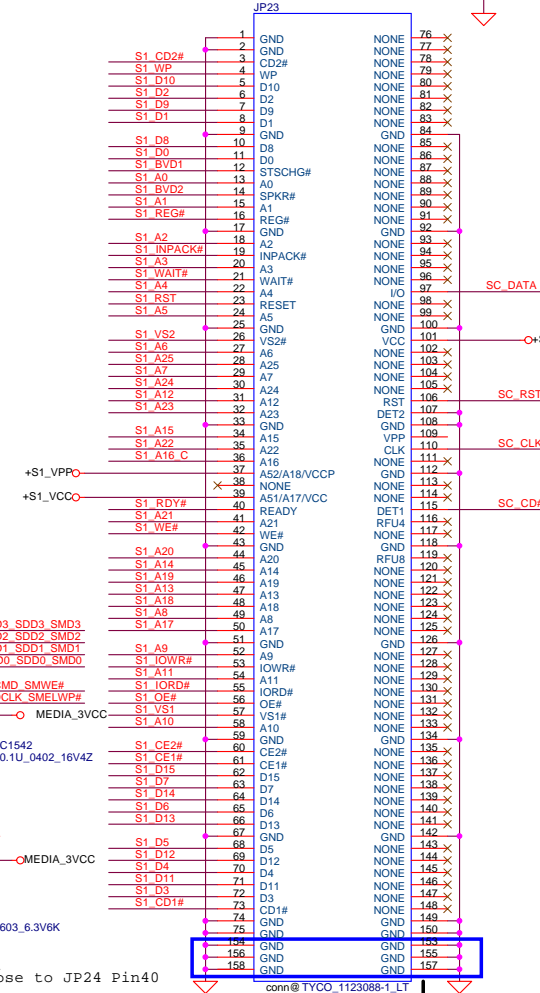 JP23
1 GND NONE 76
2 GND NONE 77
S1_CD2# 3 CD2# NONE 78
S1_WP 4 WP NONE 79
S1_D10 5 D10 NONE 80
S1_D2 6 D2 NONE 81
S1_D9 7 D9 NONE 82
S1_D1 8 D1 NONE 83
9 GND GND 84
S1_D8 10 D8 NONE 85
S1_D0 11 D0 NONE 86
S1_BVD1 12 STSCHG# NONE 87
S1_A0 13 A0 NONE 88
S1_BVD2 14 SPKR# NONE 89
S1_A1 15 A1 NONE 90
S1_REG# 16 REG# NONE 91
17 GND GND 92
S1_A2 18 A2 NONE 93
S1_INPACK# 19 INPACK# NONE 94
S1_A3 20 A3 NONE 95
S1_WAIT# 21 WAIT# NONE 96
S1_A4 22 A4 I/O 97 SC_DATA
S1_RST 23 RESET NONE 98
S1_A5 24 A5 NONE 99
25 GND GND 100
S1_VS2 26 VS2# VCC 101
S1_A6 27 A6 NONE 102
S1_A25 28 A25 NONE 103
S1_A7 29 A7 NONE 104
S1_A24 30 A24 NONE 105
S1_A12 31 A12 RST 106 SC_RST
S1_A23 32 A23 DET2 107
33 GND GND 108
S1_A15 34 A15 VPP 109
S1_A22 35 A22 CLK 110 SC_CLK
S1_A16_C 36 A16 NONE 111
+S1_VPP 37 A52/A18/VCCP GND 112
38 NONE NONE 113
+S1_VCC 39 A51/A17/VCC NONE 114
S1_RDY# 40 READY DET1 115 SC_CD#
S1_A21 41 A21 RFU4 116
S1_WE# 42 WE# NONE 117
43 GND GND 118
S1_A20 44 A20 RFU8 119
S1_A14 45 A14 NONE 120
S1_A19 46 A19 NONE 121
S1_A13 47 A13 NONE 122
S1_A18 48 A18 NONE 123
S1_A8 49 A8 NONE 124
S1_A17 50 A17 NONE 125
D3_SDD3_SMD3
51 GND GND 126
D2_SDD2_SMD2
S1_A9 52 A9 NONE 127
D1_SDD1_SMD1
S1_IOWR# 53 IOWR# NONE 128
D0_SDD0_SMD0
S1_A11 54 A11 NONE 129
MD_SMWE#
S1_IORD# 55 IORD# NONE 130
CLK_SMELWP#
S1_OE# 56 OE# NONE 131
MEDIA_3VCC
S1_VS1 57 VS1# NONE 132
S1_A10 58 A10 NONE 133
59 GND GND 134
C1542
S1_CE2# 60 CE2# NONE 135
0.1U_0402_16V4Z
S1_CE1# 61 CE1# NONE 136
S1_D15 62 D15 NONE 137
S1_D7 63 D7 NONE 138
S1_D14 64 D14 NONE 139
S1_D6 65 D6 NONE 140
S1_D13 66 D13 NONE 141
67 GND GND 142
S1_D5 68 D5 NONE 143
MEDIA_3VCC
S1_D12 69 D12 NONE 144
S1_D4 70 D4 NONE 145
S1_D11 71 D11 NONE 146
S1_D3 72 D3 NONE 147
S1_CD1# 73 CD1# NONE 148
74 GND GND 149
603_6.3V6K
75 GND GND 150
154 GND GND 153
156 GND GND 155
158 GND GND 157
ose to JP24 Pin40
conn@ TYCO_1123088-1_LT